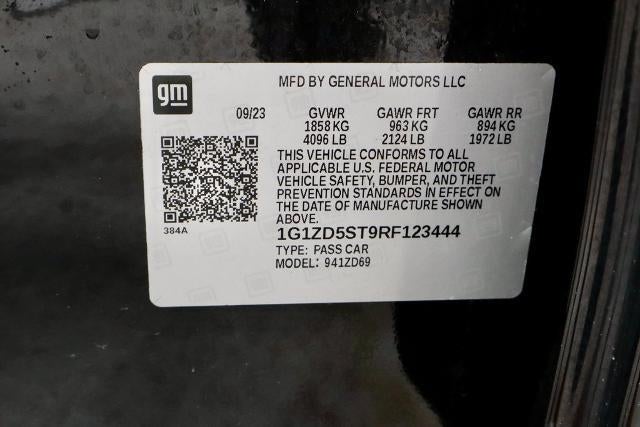 gm
MFD BY GENERAL MOTORS LLC
09/23 GVWR GAWR FRT GAWR RR
1858 KG 963 KG 894 KG
4096 LB 2124 LB 1972 LB
THIS VEHICLE CONFORMS TO ALL
APPLICABLE U.S. FEDERAL MOTOR
VEHICLE SAFETY, BUMPER, AND THEFT
PREVENTION STANDARDS IN EFFECT ON
THE DATE OF MANUFACTURE SHOWN
ABOVE.
384A
1G1ZD5ST9RF123444
TYPE: PASS CAR
MODEL: 941ZD69